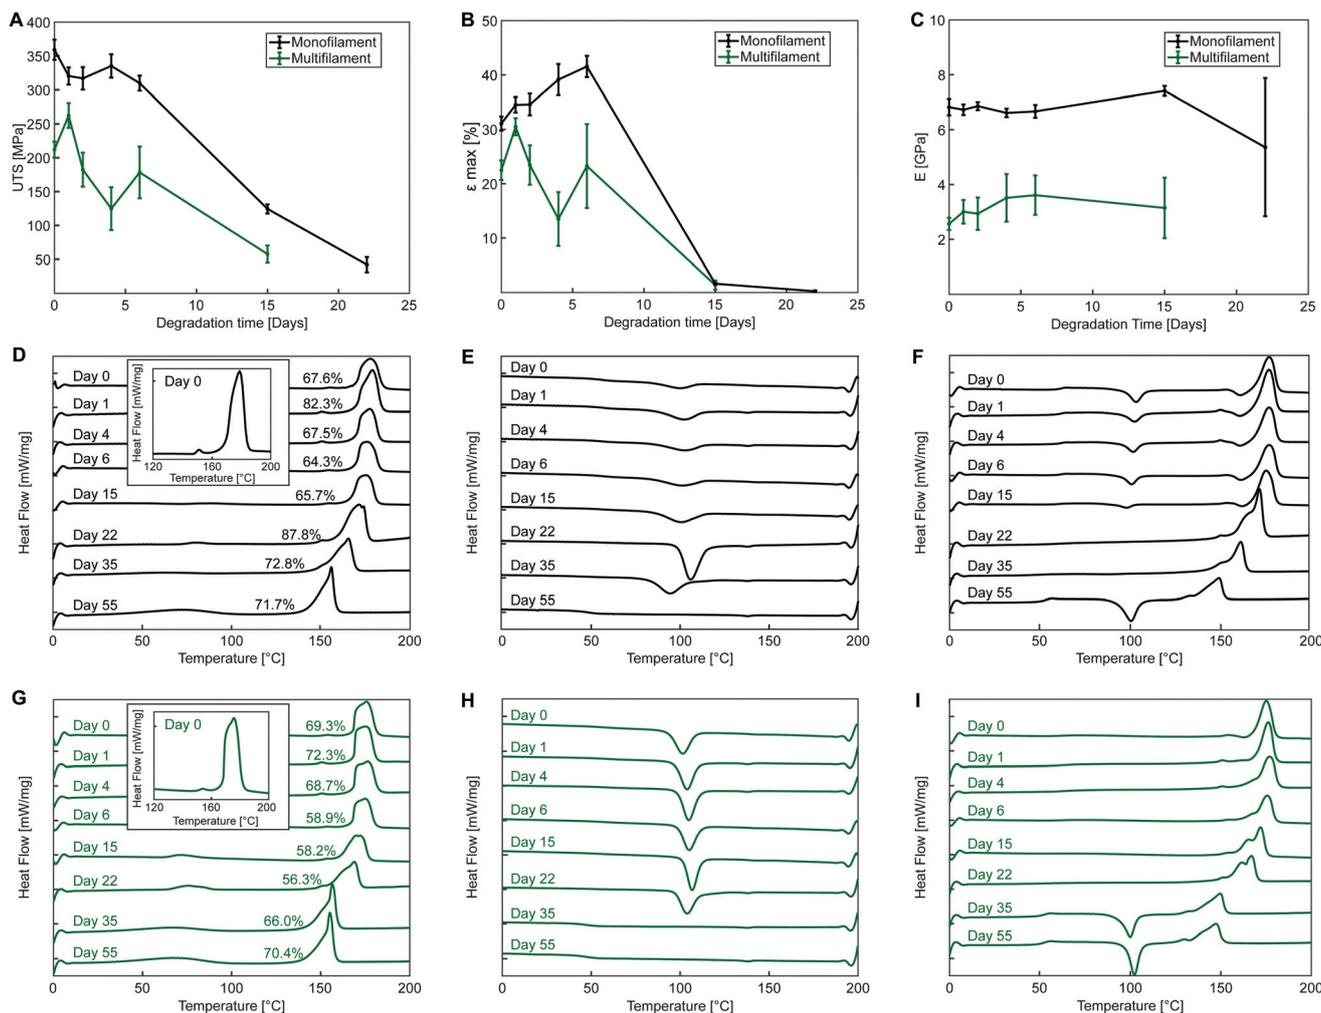 A
400
350
300
250
200
150
100
50
0
5
10
15
20
25
UTS [MPa]
Degradation time [Days]
Monofilament
Multifilament
B
50
40
30
20
10
0
5
10
15
20
25
ε max [%]
Degradation time [Days]
Monofilament
Multifilament
C
10
8
6
4
2
0
5
10
15
20
25
E [GPa]
Degradation Time [Days]
Monofilament
Multifilament
D
Heat Flow [mW/mg]
Day 0
67.6%
Day 1
82.3%
Day 4
67.5%
Day 6
64.3%
Day 15
65.7%
Day 22
87.8%
Day 35
72.8%
Day 55
71.7%
Day 0
Heat Flow [mW/mg]
120
160
200
Temperature [°C]
0
50
100
150
200
Temperature [°C]
E
Heat Flow [mW/mg]
Day 0
Day 1
Day 4
Day 6
Day 15
Day 22
Day 35
Day 55
0
50
100
150
200
Temperature [°C]
F
Heat Flow [mW/mg]
Day 0
Day 1
Day 4
Day 6
Day 15
Day 22
Day 35
Day 55
0
50
100
150
200
Temperature [°C]
G
Heat Flow [mW/mg]
Day 0
69.3%
Day 1
72.3%
Day 4
68.7%
Day 6
58.9%
Day 15
58.2%
Day 22
56.3%
Day 35
66.0%
Day 55
70.4%
Day 0
Heat Flow [mW/mg]
120
160
200
Temperature [°C]
0
50
100
150
200
Temperature [°C]
H
Heat Flow [mW/mg]
Day 0
Day 1
Day 4
Day 6
Day 15
Day 22
Day 35
Day 55
0
50
100
150
200
Temperature [°C]
I
Heat Flow [mW/mg]
Day 0
Day 1
Day 4
Day 6
Day 15
Day 22
Day 35
Day 55
0
50
100
150
200
Temperature [°C]